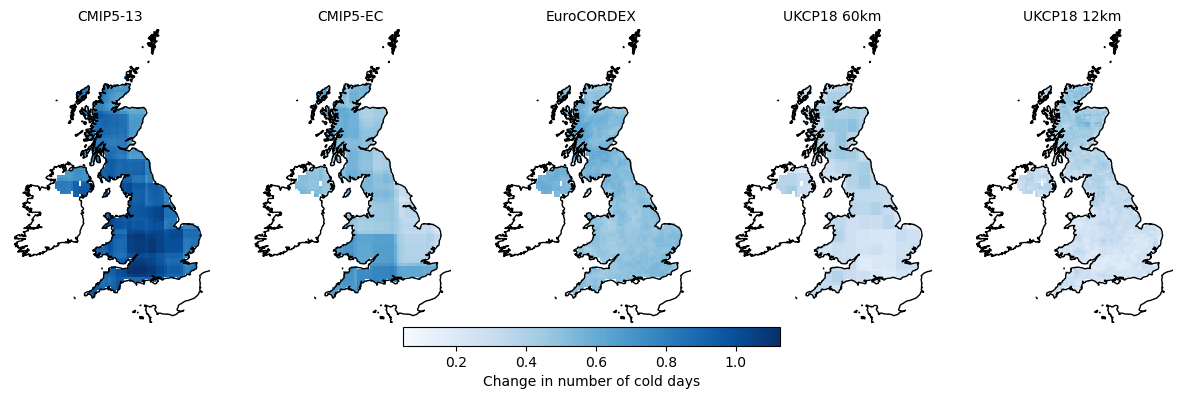 CMIP5-13 CMIP5-EC EuroCORDEX UKCP18 60km UKCP18 12km
0.2 0.4 0.6 0.8 1.0
Change in number of cold days